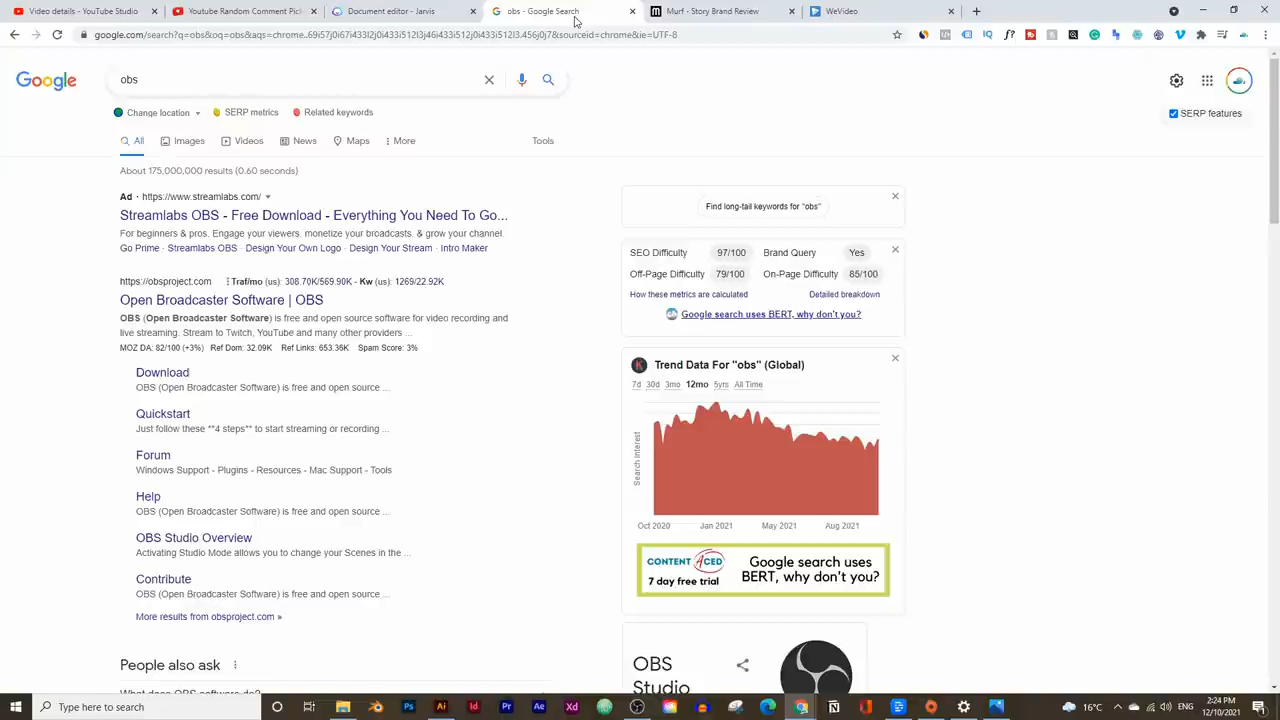 YouTube Studio
YouTube Random Comment Pick
Document editor - Jarvis
obs - Google Search
Murf - Story Brand Review
WeVideo
google.com/search?q=obs&oq=obs&aqs=chrome..69i57j0i67i433l2j0i433i512l3j46i433i512j0i433i512l3.456j0j7&sourceid=chrome&ie=UTF-8
Google
obs
Change location
SERP metrics
Related keywords
SERP features
All
Images
Videos
News
Maps
More
Tools
About 175,000,000 results (0.60 seconds)
Ad · https://www.streamlabs.com/
Streamlabs OBS - Free Download - Everything You Need To Go...
For beginners & pros. Engage your viewers, monetize your broadcasts, & grow your channel.
Go Prime · Streamlabs OBS · Design Your Own Logo · Design Your Stream · Intro Maker
https://obsproject.com Traf/mo (us): 308.70K/569.90K - Kw (us): 1269/22.92K
Open Broadcaster Software | OBS
OBS (Open Broadcaster Software) is free and open source software for video recording and
live streaming. Stream to Twitch, YouTube and many other providers ...
MOZ DA: 82/100 (+3%) Ref Dom: 32.09K Ref Links: 653.36K Spam Score: 3%
Download
OBS (Open Broadcaster Software) is free and open source ...
Quickstart
Just follow these **4 steps** to start streaming or recording ...
Forum
Windows Support - Plugins - Resources - Mac Support - Tools
Help
OBS (Open Broadcaster Software) is free and open source ...
OBS Studio Overview
Activating Studio Mode allows you to change your Scenes in the ...
Contribute
OBS (Open Broadcaster Software) is free and open source ...
More results from obsproject.com »
People also ask
What does OBS software do?
Find long-tail keywords for "obs"
SEO Difficulty 97/100 Brand Query Yes
Off-Page Difficulty 79/100 On-Page Difficulty 85/100
How these metrics are calculated Detailed breakdown
Google search uses BERT, why don't you?
Trend Data For "obs" (Global)
7d 30d 3mo 12mo 5yrs All Time
Search Interest
Oct 2020 Jan 2021 May 2021 Aug 2021
CONTENT ACED
7 day free trial
Google search uses
BERT, why don't you?
OBS
Studio
Type here to search
16°C
2:24 PM
12/10/2021